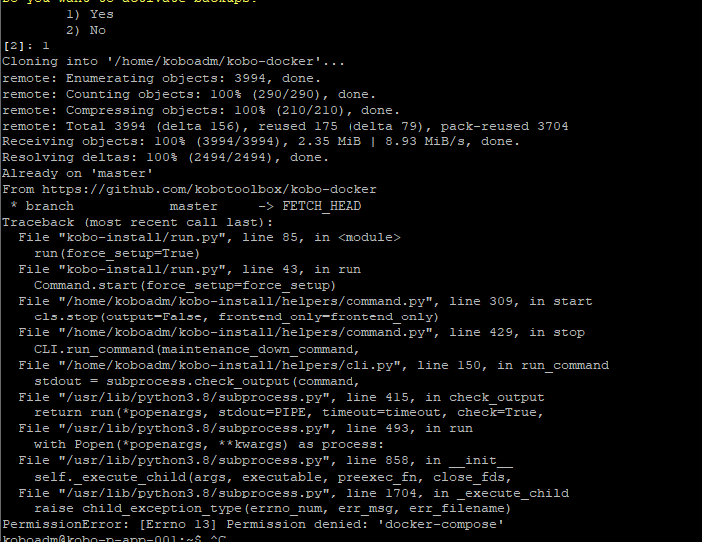 Do you want to activate backups?
1) Yes
2) No
[2]: 1
Cloning into '/home/koboadm/kobo-docker'...
remote: Enumerating objects: 3994, done.
remote: Counting objects: 100% (290/290), done.
remote: Compressing objects: 100% (210/210), done.
remote: Total 3994 (delta 156), reused 175 (delta 79), pack-reused 3704
Receiving objects: 100% (3994/3994), 2.35 MiB | 8.93 MiB/s, done.
Resolving deltas: 100% (2494/2494), done.
Already on 'master'
From https://github.com/kobotoolbox/kobo-docker
 * branch            master     -> FETCH_HEAD
Traceback (most recent call last):
  File "kobo-install/run.py", line 85, in <module>
    run(force_setup=True)
  File "kobo-install/run.py", line 43, in run
    Command.start(force_setup=force_setup)
  File "/home/koboadm/kobo-install/helpers/command.py", line 309, in start
    cls.stop(output=False, frontend_only=frontend_only)
  File "/home/koboadm/kobo-install/helpers/command.py", line 429, in stop
    CLI.run_command(maintenance_down_command,
  File "/home/koboadm/kobo-install/helpers/cli.py", line 150, in run_command
    stdout = subprocess.check_output(command,
  File "/usr/lib/python3.8/subprocess.py", line 415, in check_output
    return run(*popenargs, stdout=PIPE, timeout=timeout, check=True,
  File "/usr/lib/python3.8/subprocess.py", line 493, in run
    with Popen(*popenargs, **kwargs) as process:
  File "/usr/lib/python3.8/subprocess.py", line 858, in __init__
    self._execute_child(args, executable, preexec_fn, close_fds,
  File "/usr/lib/python3.8/subprocess.py", line 1704, in _execute_child
    raise child_exception_type(errno_num, err_msg, err_filename)
PermissionError: [Errno 13] Permission denied: 'docker-compose'
koboadm@kobo-p-app-001:~$ ^C